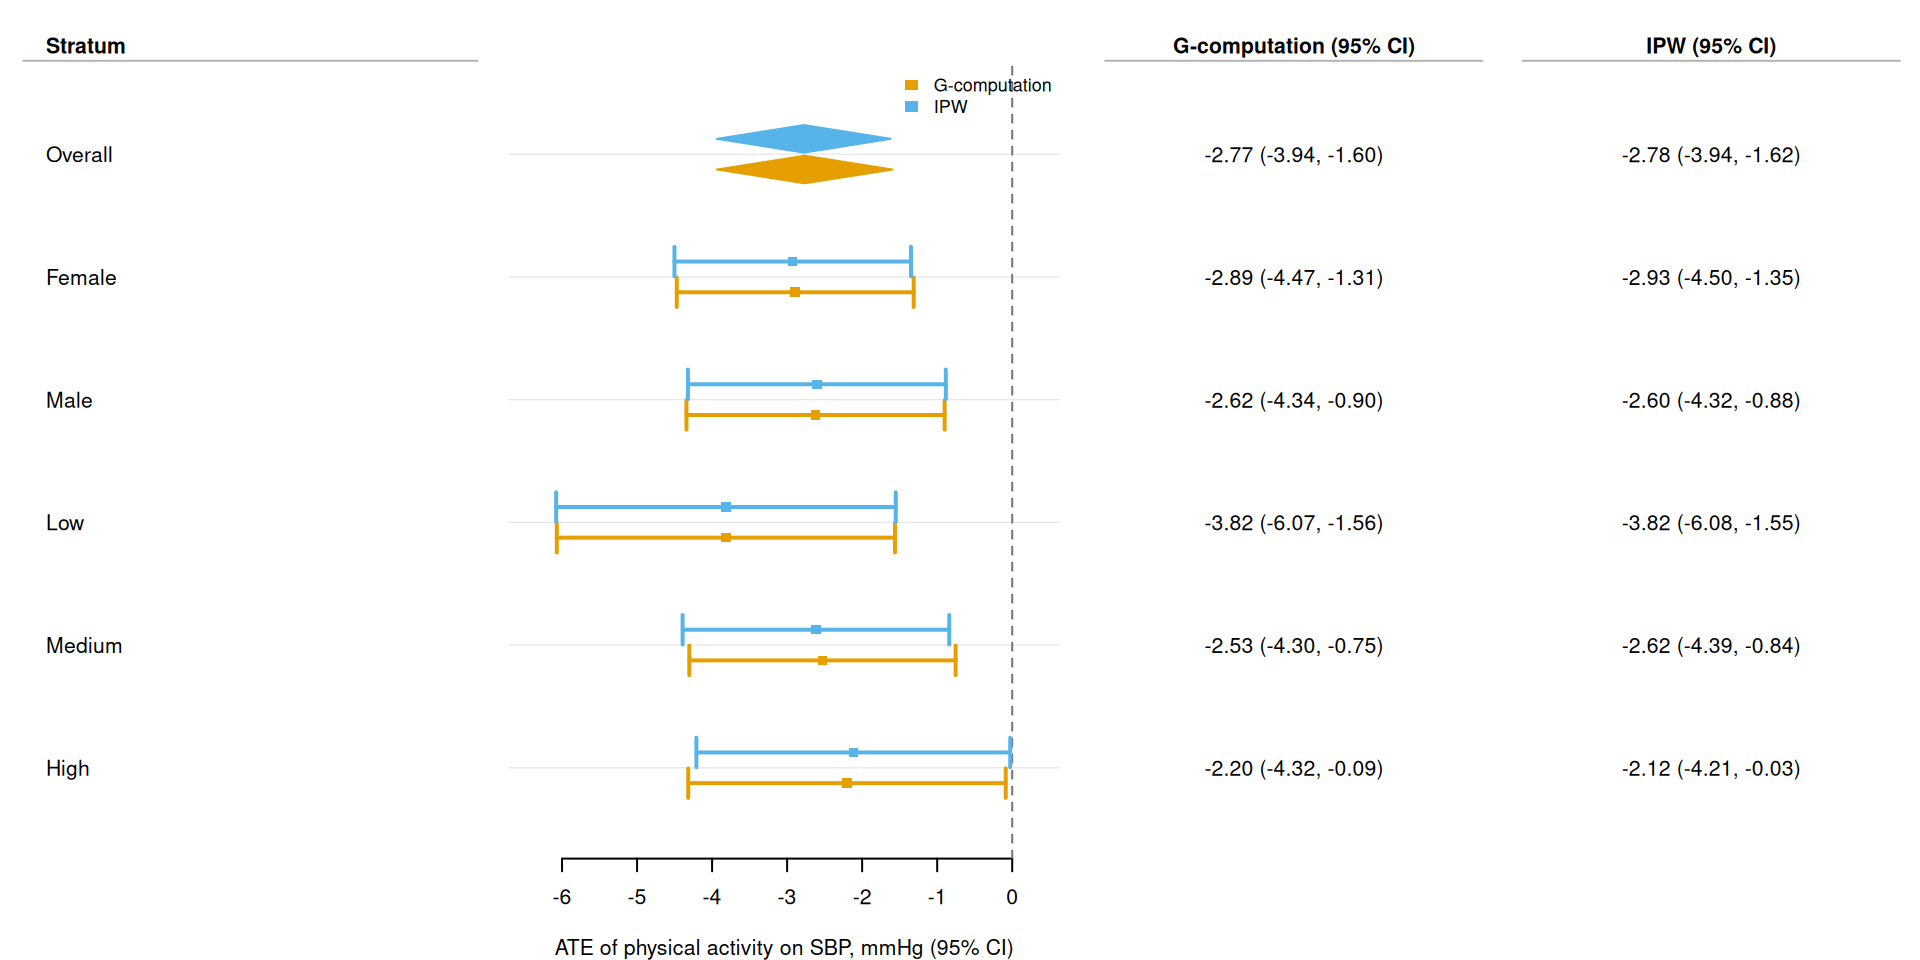 Stratum G-computation (95% CI) IPW (95% CI)
G-computation
IPW
Overall -2.77 (-3.94, -1.60) -2.78 (-3.94, -1.62)
Female -2.89 (-4.47, -1.31) -2.93 (-4.50, -1.35)
Male -2.62 (-4.34, -0.90) -2.60 (-4.32, -0.88)
Low -3.82 (-6.07, -1.56) -3.82 (-6.08, -1.55)
Medium -2.53 (-4.30, -0.75) -2.62 (-4.39, -0.84)
High -2.20 (-4.32, -0.09) -2.12 (-4.21, -0.03)
-6 -5 -4 -3 -2 -1 0
ATE of physical activity on SBP, mmHg (95% CI)